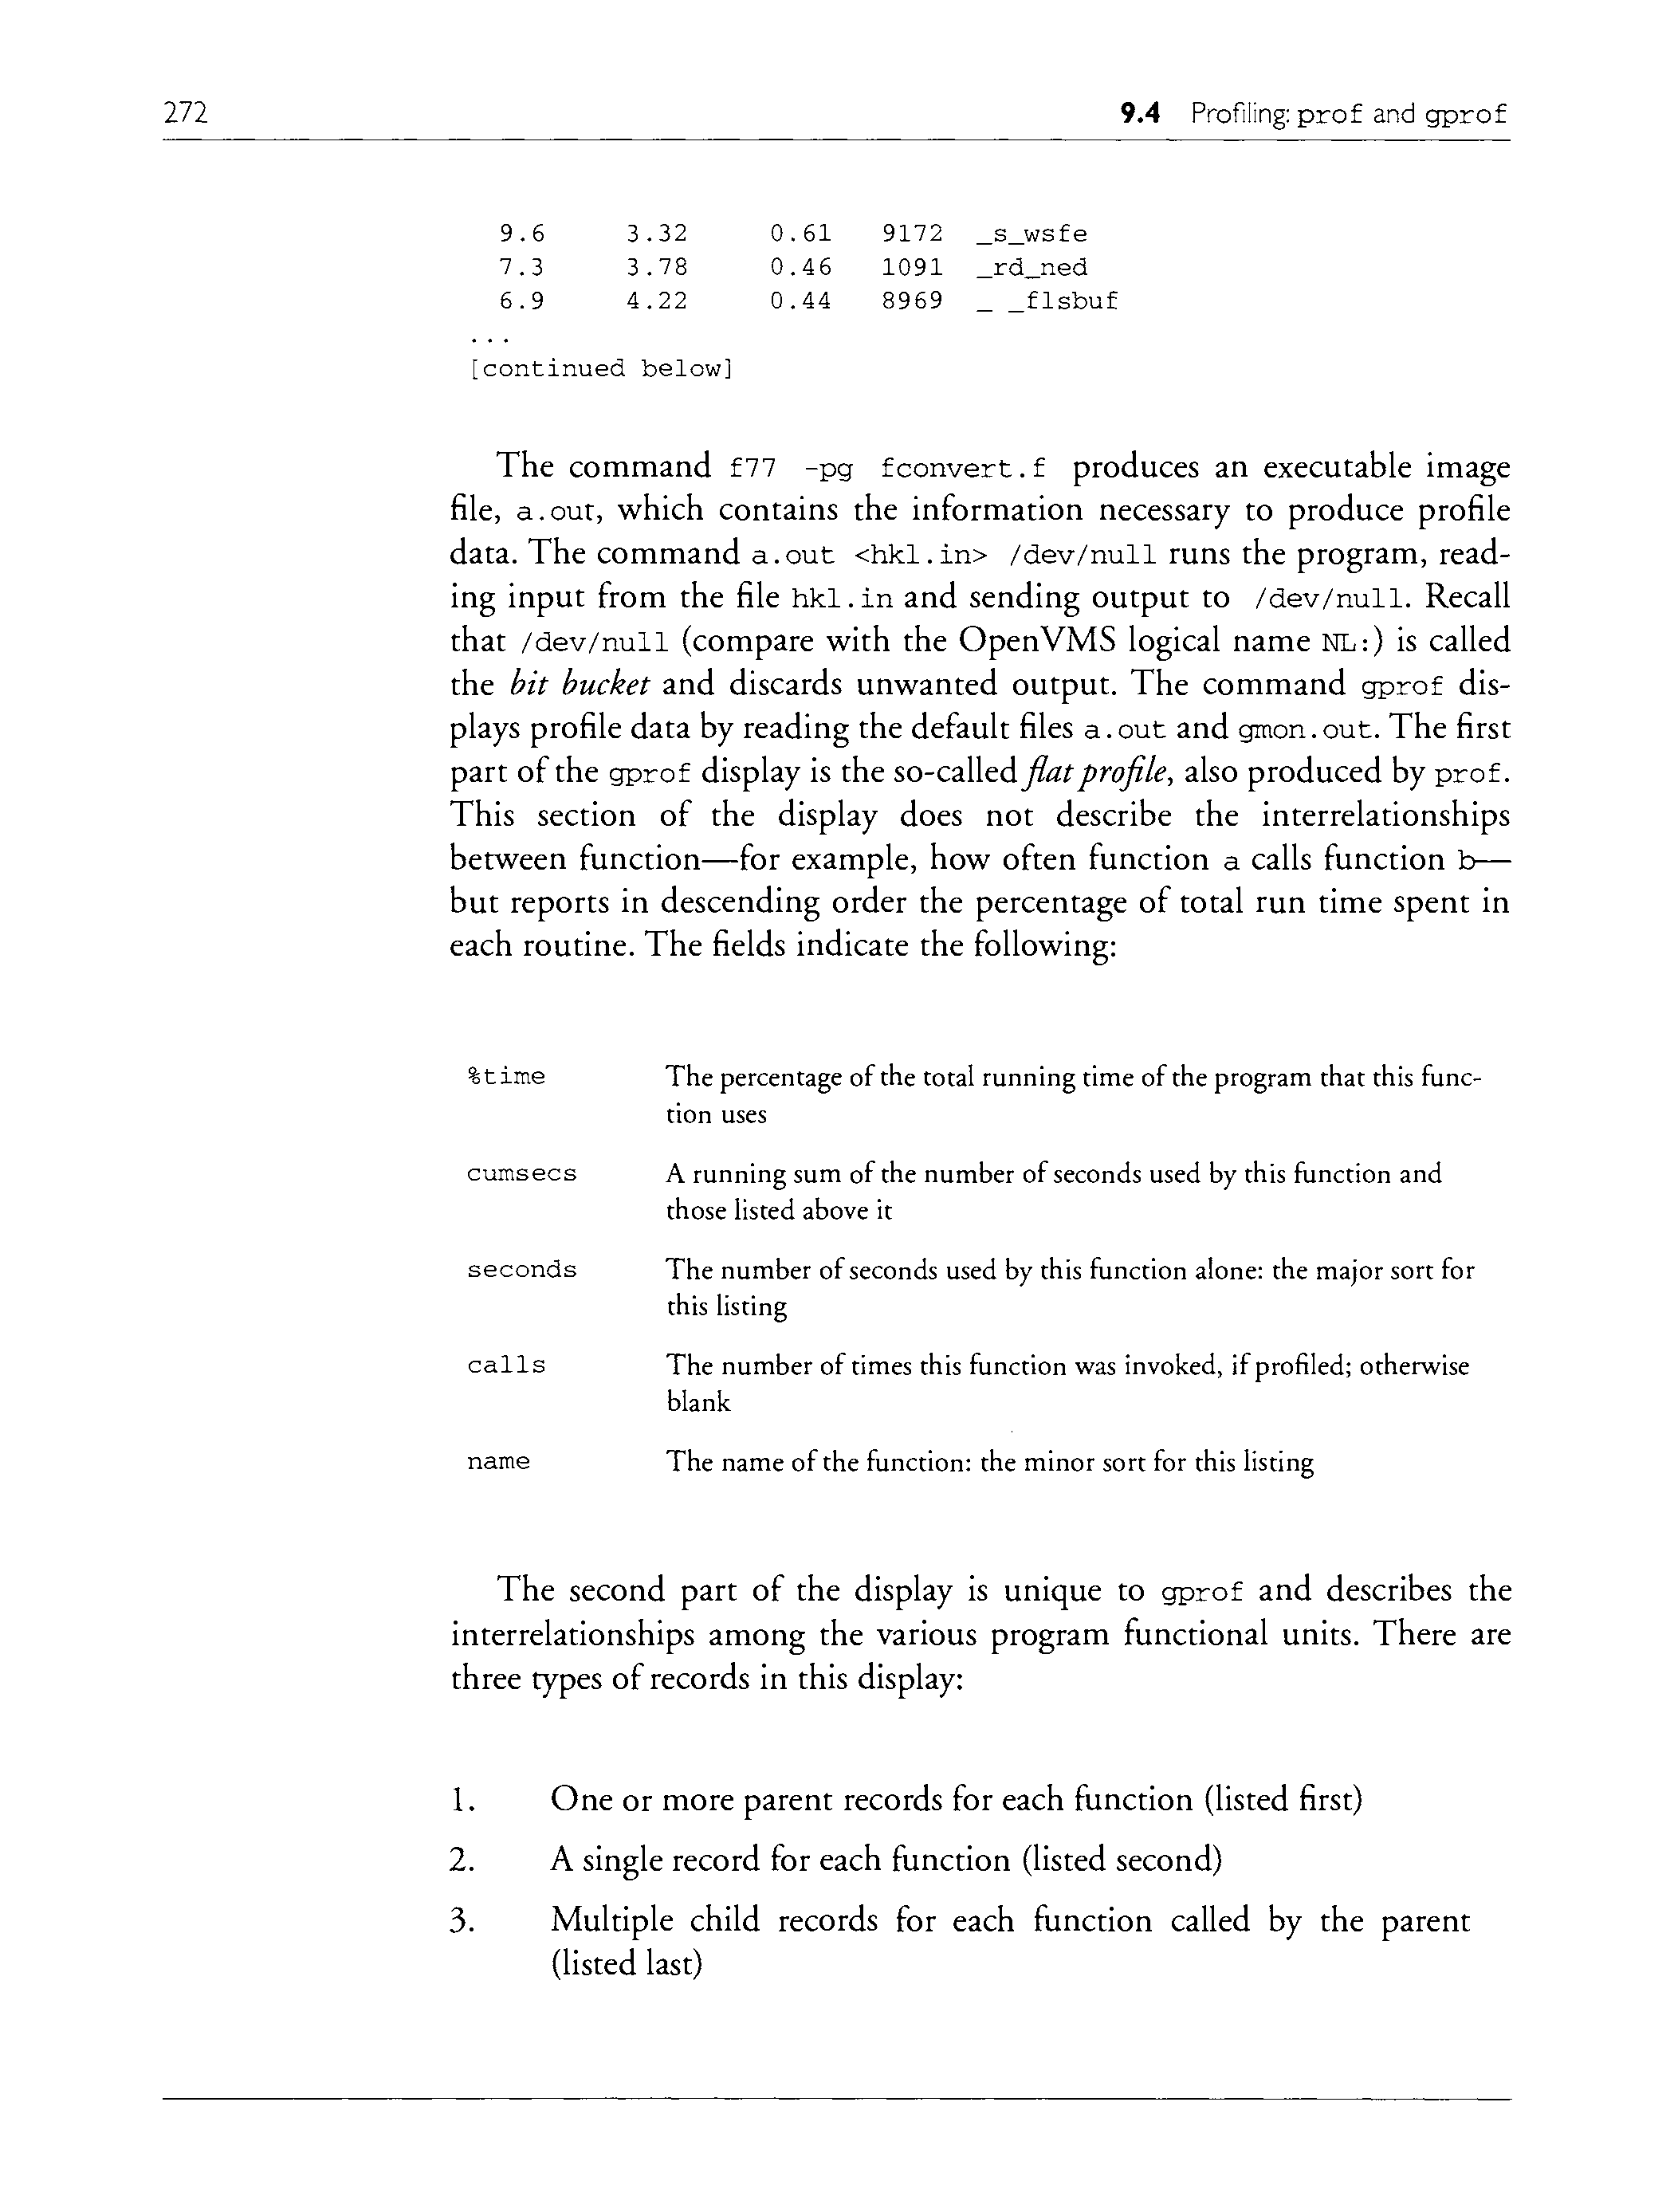 272 9.4 Profiling: prof and gprof
9.6 3.32 0.61 9172 _s_wsfe
7.3 3.78 0.46 1091 _rd_ned
6.9 4.22 0.44 8969 _ _flsbuf
...
[continued below]
The command f77 -pg fconvert.f produces an executable image
file, a.out, which contains the information necessary to produce profile
data. The command a.out <hkl.in> /dev/null runs the program, read-
ing input from the file hkl.in and sending output to /dev/null. Recall
that /dev/null (compare with the OpenVMS logical name NL:) is called
the bit bucket and discards unwanted output. The command gprof dis-
plays profile data by reading the default files a.out and gmon.out. The first
part of the gprof display is the so-called flat profile, also produced by prof.
This section of the display does not describe the interrelationships
between function—for example, how often function a calls function b—
but reports in descending order the percentage of total run time spent in
each routine. The fields indicate the following:
%time The percentage of the total running time of the program that this func-
tion uses
cumsecs A running sum of the number of seconds used by this function and
those listed above it
seconds The number of seconds used by this function alone: the major sort for
this listing
calls The number of times this function was invoked, if profiled; otherwise
blank
name The name of the function: the minor sort for this listing
The second part of the display is unique to gprof and describes the
interrelationships among the various program functional units. There are
three types of records in this display:
1. One or more parent records for each function (listed first)
2. A single record for each function (listed second)
3. Multiple child records for each function called by the parent
(listed last)